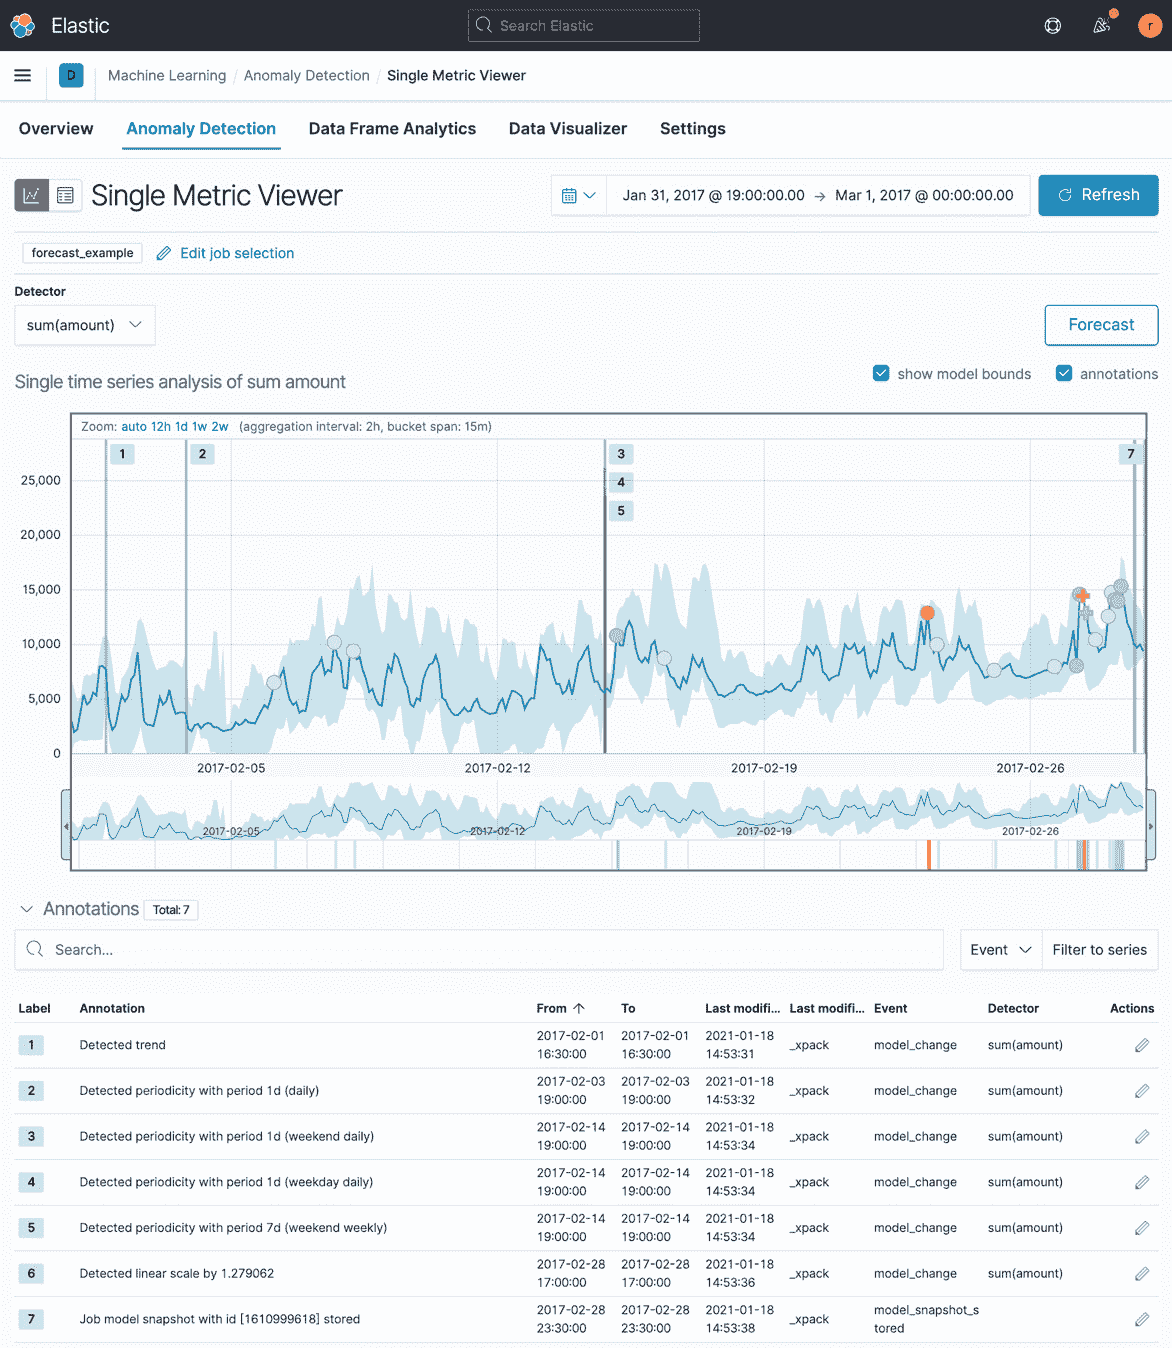 Elastic
Search Elastic
r
D
Machine Learning / Anomaly Detection / Single Metric Viewer
Overview Anomaly Detection Data Frame Analytics Data Visualizer Settings
Single Metric Viewer
Jan 31, 2017 @ 19:00:00.00 → Mar 1, 2017 @ 00:00:00.00
Refresh
forecast_example Edit job selection
Detector
sum(amount)
Forecast
Single time series analysis of sum amount
show model bounds annotations
Zoom: auto 12h 1d 1w 2w (aggregation interval: 2h, bucket span: 15m)
1 2 3 7
4
5
25,000
20,000
15,000
10,000
5,000
0
2017-02-05 2017-02-12 2017-02-19 2017-02-26
2017-02-05 2017-02-12 2017-02-19 2017-02-26
Annotations Total: 7
Search...
Event Filter to series
Label Annotation From To Last modifi... Last modifi... Event Detector Actions
1 Detected trend 2017-02-01 16:30:00 2017-02-01 16:30:00 2021-01-18 14:53:31 _xpack model_change sum(amount)
2 Detected periodicity with period 1d (daily) 2017-02-03 19:00:00 2017-02-03 19:00:00 2021-01-18 14:53:32 _xpack model_change sum(amount)
3 Detected periodicity with period 1d (weekend daily) 2017-02-14 19:00:00 2017-02-14 19:00:00 2021-01-18 14:53:34 _xpack model_change sum(amount)
4 Detected periodicity with period 1d (weekday daily) 2017-02-14 19:00:00 2017-02-14 19:00:00 2021-01-18 14:53:34 _xpack model_change sum(amount)
5 Detected periodicity with period 7d (weekend weekly) 2017-02-14 19:00:00 2017-02-14 19:00:00 2021-01-18 14:53:34 _xpack model_change sum(amount)
6 Detected linear scale by 1.279062 2017-02-28 17:00:00 2017-02-28 17:00:00 2021-01-18 14:53:36 _xpack model_change sum(amount)
7 Job model snapshot with id [1610999618] stored 2017-02-28 23:30:00 2017-02-28 23:30:00 2021-01-18 14:53:38 _xpack model_snapshot_stored